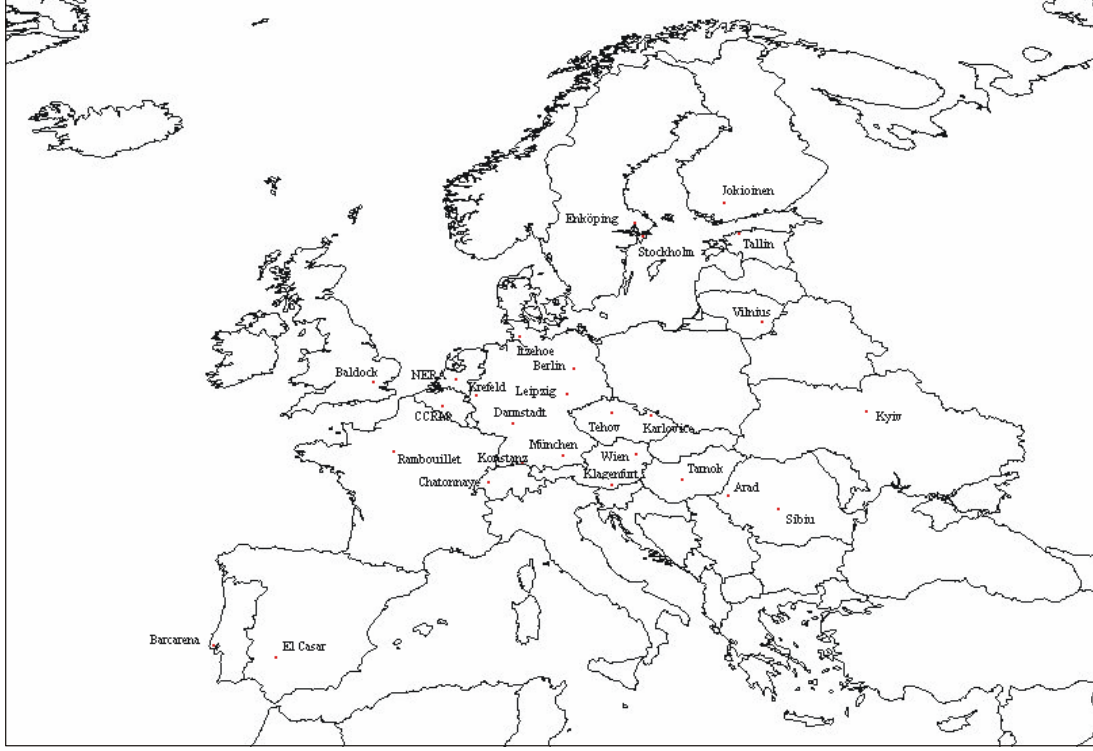 Jokioinen
Enköping
Stockholm
Tallin
Vilnius
Itzehoe
Berlin
Baldock
NERA
Krefeld
Leipzig
CCRM
Darmstadt
Tehov
Karlovice
Kyiv
München
Wien
Rambouillet
Konstanz
Tarnok
Chatonnaye
Klagenfurt
Arad
Sibiu
Barcarena
El Casar